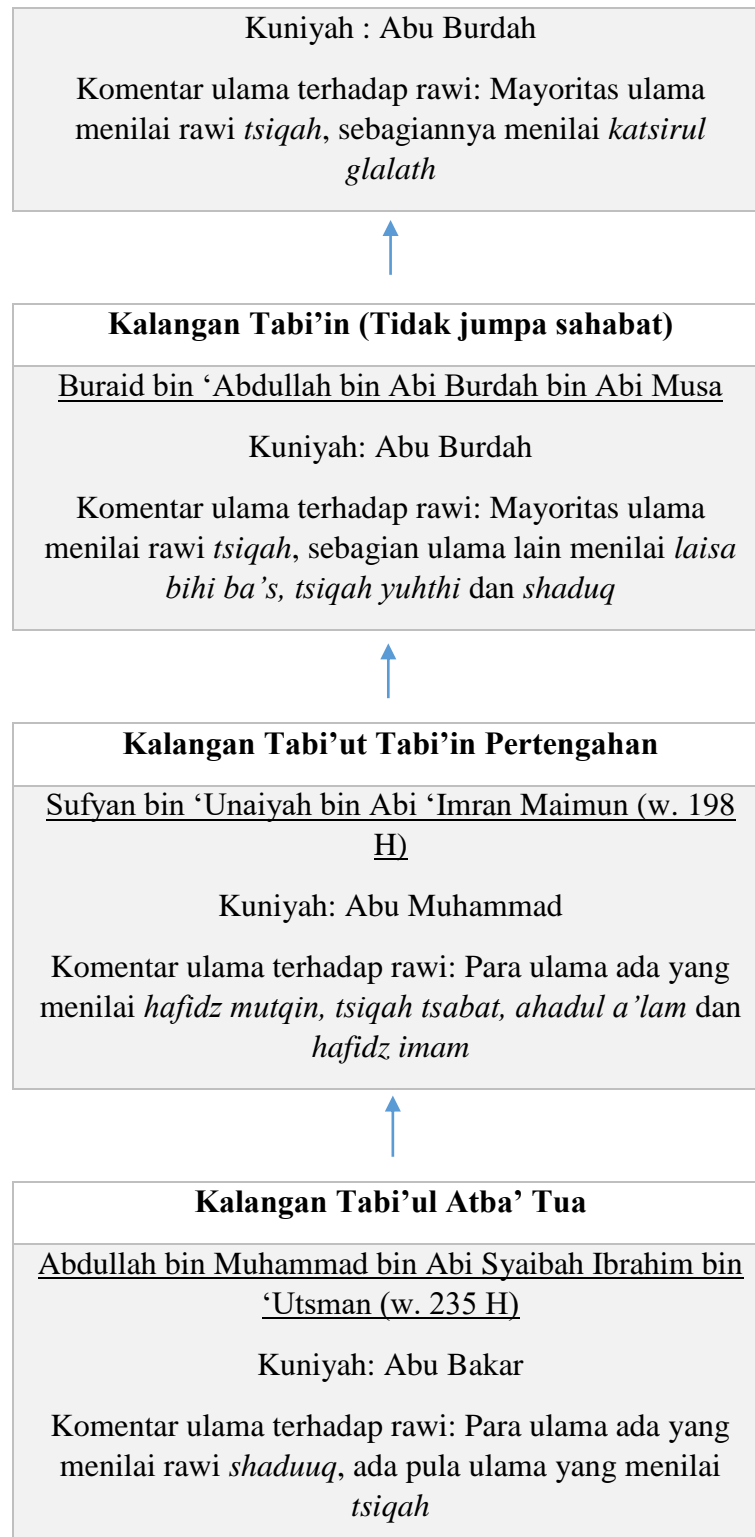 Kuniyah : Abu Burdah
Komentar ulama terhadap rawi: Mayoritas ulama
menilai rawi tsiqah, sebagiannya menilai katsirul
glalath
Kalangan Tabi’in (Tidak jumpa sahabat)
Buraid bin ‘Abdullah bin Abi Burdah bin Abi Musa
Kuniyah: Abu Burdah
Komentar ulama terhadap rawi: Mayoritas ulama
menilai rawi tsiqah, sebagian ulama lain menilai laisa
bihi ba’s, tsiqah yuhthi dan shaduq
Kalangan Tabi’ut Tabi’in Pertengahan
Sufyan bin ‘Unaiyah bin Abi ‘Imran Maimun (w. 198
H)
Kuniyah: Abu Muhammad
Komentar ulama terhadap rawi: Para ulama ada yang
menilai hafidz mutqin, tsiqah tsabat, ahadul a’lam dan
hafidz imam
Kalangan Tabi’ul Atba’ Tua
Abdullah bin Muhammad bin Abi Syaibah Ibrahim bin
‘Utsman (w. 235 H)
Kuniyah: Abu Bakar
Komentar ulama terhadap rawi: Para ulama ada yang
menilai rawi shaduuq, ada pula ulama yang menilai
tsiqah